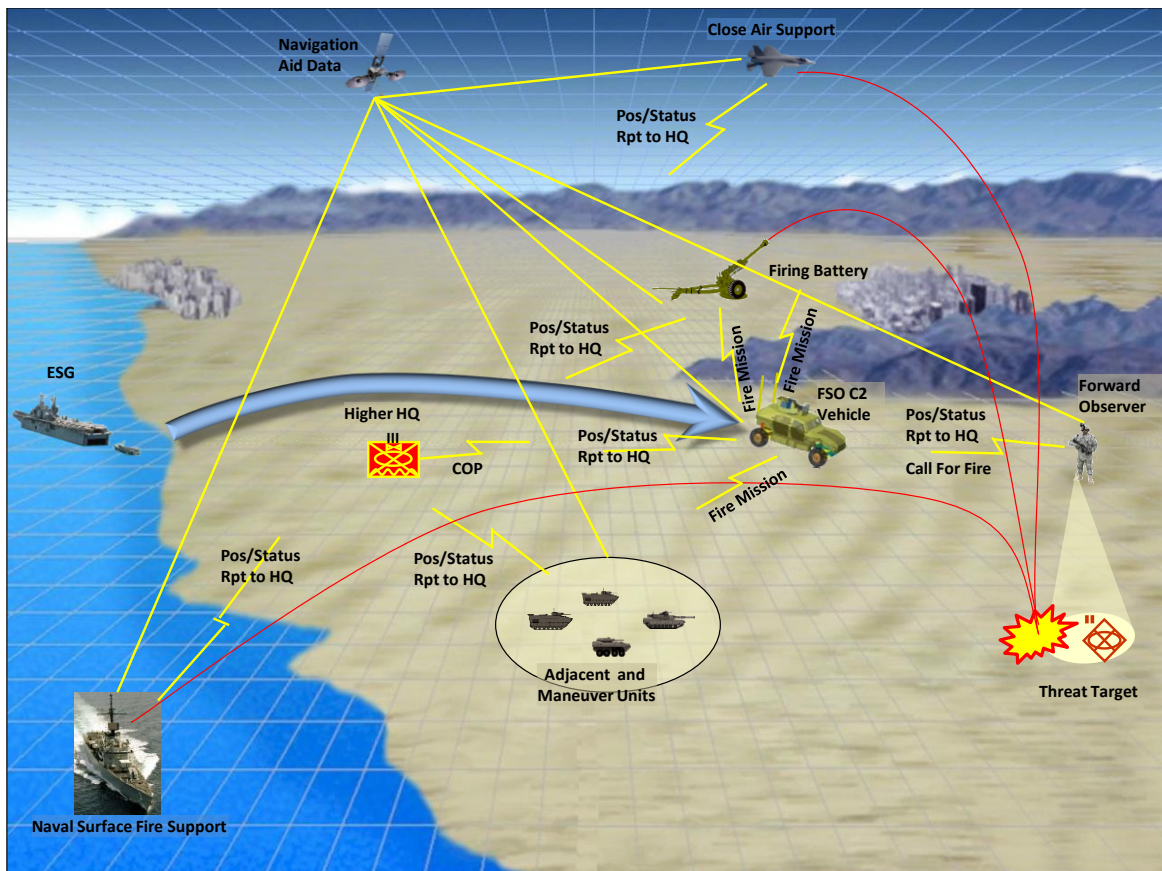 Close Air Support
Navigation
Aid Data
Pos/Status
Rpt to HQ
Firing Battery
Pos/Status
Rpt to HQ
Fire Mission
Fire Mission
ESG
Higher HQ
III
FSO C2
Vehicle
Forward
Observer
Pos/Status
Rpt to HQ
COP
Pos/Status
Rpt to HQ
Call For Fire
Fire Mission
Pos/Status
Rpt to HQ
Pos/Status
Rpt to HQ
II
Adjacent and
Maneuver Units
Threat Target
Naval Surface Fire Support